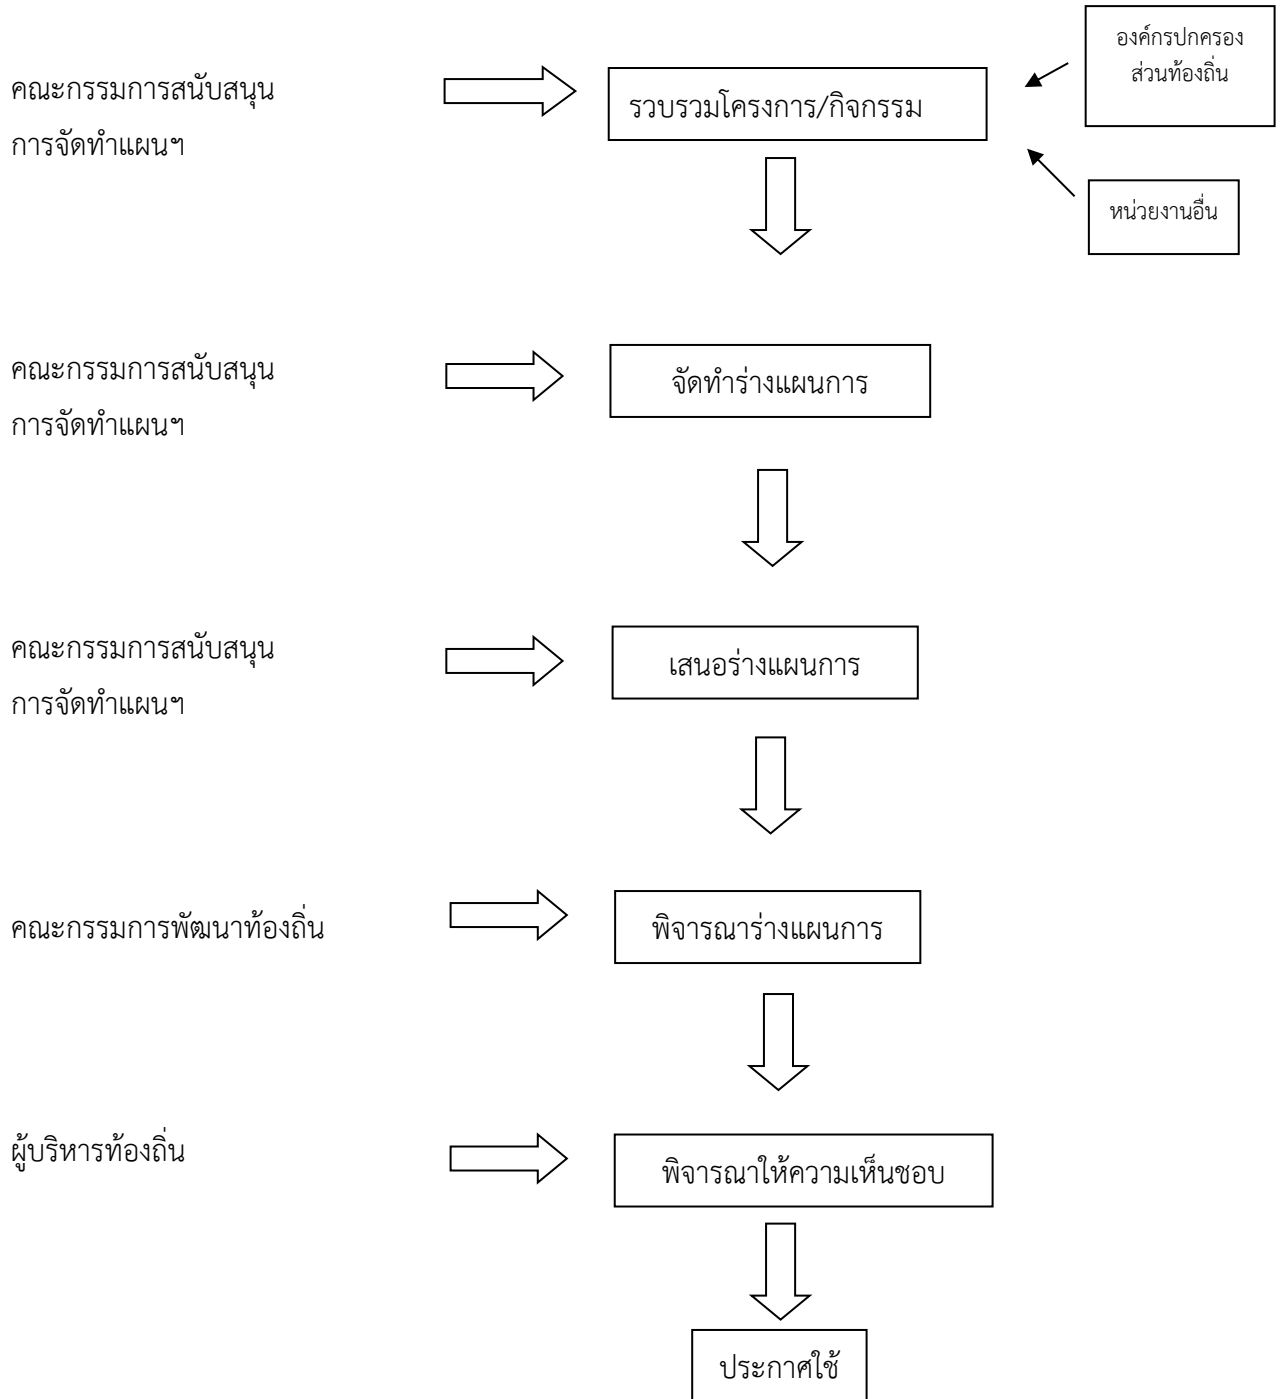 องค์กรปกครอง
ส่วนท้องถิ่น
คณะกรรมการสนับสนุน
การจัดทำแผนฯ
รวบรวมโครงการ/กิจกรรม
หน่วยงานอื่น
คณะกรรมการสนับสนุน
การจัดทำแผนฯ
จัดทำร่างแผนการ
คณะกรรมการสนับสนุน
การจัดทำแผนฯ
เสนอร่างแผนการ
คณะกรรมการพัฒนาท้องถิ่น
พิจารณาร่างแผนการ
ผู้บริหารท้องถิ่น
พิจารณาให้ความเห็นชอบ
ประกาศใช้